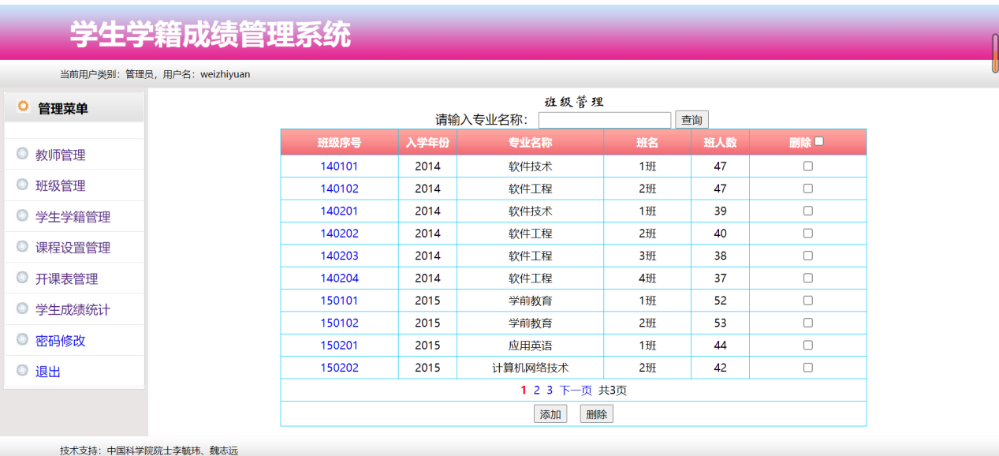 学生学籍成绩管理系统
当前用户类别：管理员，用户名：weizhiyuan
管理菜单
教师管理
班级管理
学生学籍管理
课程设置管理
开课表管理
学生成绩统计
密码修改
退出
班级管理
请输入专业名称： 查询
班级序号 入学年份 专业名称 班名 班人数 删除
140101 2014 软件技术 1班 47
140102 2014 软件工程 2班 47
140201 2014 软件技术 1班 39
140202 2014 软件工程 2班 40
140203 2014 软件工程 3班 38
140204 2014 软件工程 4班 37
150101 2015 学前教育 1班 52
150102 2015 学前教育 2班 53
150201 2015 应用英语 1班 44
150202 2015 计算机网络技术 2班 42
1 2 3 下一页 共3页
添加 删除
技术支持：中国科学院院士李毓玮、魏志远